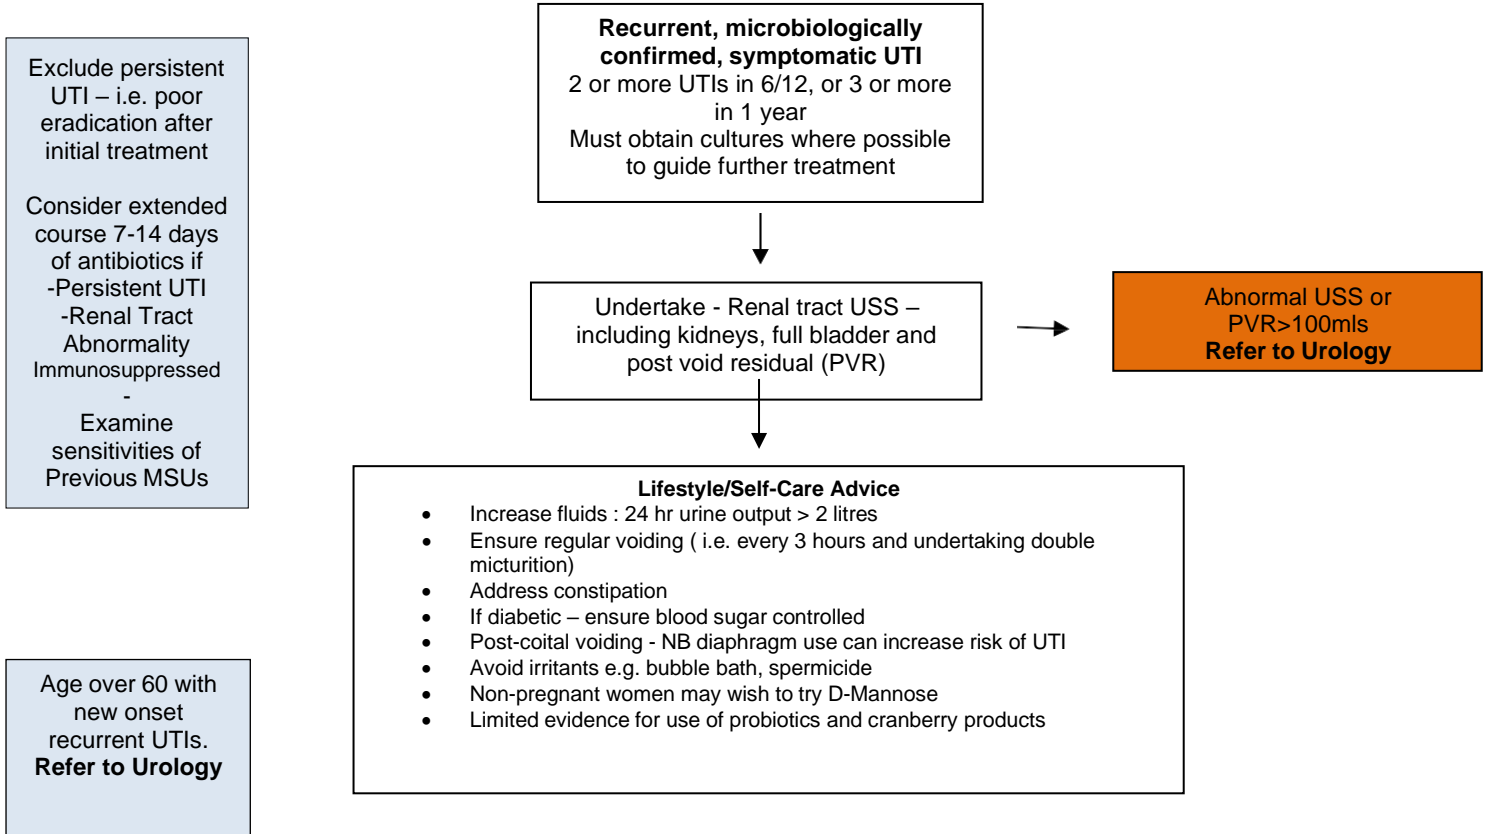 Recurrent, microbiologically
confirmed, symptomatic UTI
2 or more UTIs in 6/12, or 3 or more
in 1 year
Must obtain cultures where possible
to guide further treatment
Exclude persistent
UTI – i.e. poor
eradication after
initial treatment
Consider extended
course 7-14 days
of antibiotics if
-Persistent UTI
-Renal Tract
Abnormality
Immunosuppressed
-
Examine
sensitivities of
Previous MSUs
Undertake - Renal tract USS –
including kidneys, full bladder and
post void residual (PVR)
Abnormal USS or
PVR>100mls
Refer to Urology
Lifestyle/Self-Care Advice
• Increase fluids : 24 hr urine output > 2 litres
• Ensure regular voiding ( i.e. every 3 hours and undertaking double
micturition)
• Address constipation
• If diabetic – ensure blood sugar controlled
• Post-coital voiding - NB diaphragm use can increase risk of UTI
• Avoid irritants e.g. bubble bath, spermicide
• Non-pregnant women may wish to try D-Mannose
• Limited evidence for use of probiotics and cranberry products
Age over 60 with
new onset
recurrent UTIs.
Refer to Urology